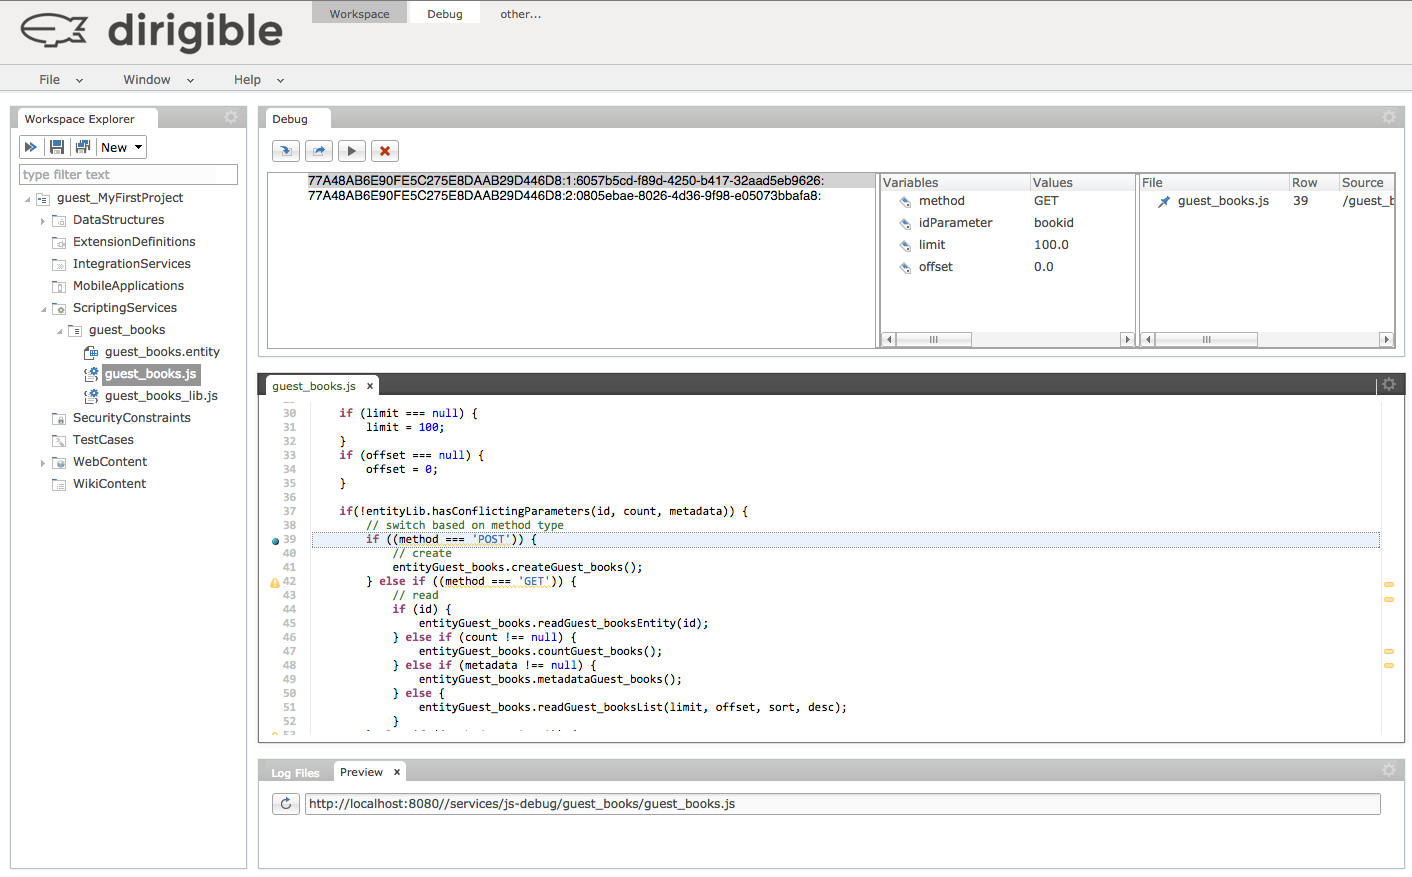 dirigible
Workspace Debug other...
File Window Help
Workspace Explorer
New
type filter text
guest_MyFirstProject
DataStructures
ExtensionDefinitions
IntegrationServices
MobileApplications
ScriptingServices
guest_books
guest_books.entity
guest_books.js
guest_books_lib.js
SecurityConstraints
TestCases
WebContent
WikiContent
Debug
77A48AB6E90FE5C275E8DAAB29D446D8:1:6057b5cd-f89d-4250-b417-32aad5eb9626:
77A48AB6E90FE5C275E8DAAB29D446D8:2:0805ebae-8026-4d36-9f98-e05073bbafa8:
Variables Values
method GET
idParameter bookid
limit 100.0
offset 0.0
File Row Source
guest_books.js 39 /guest_b
guest_books.js x
30 if (limit === null) {
31 limit = 100;
32 }
33 if (offset === null) {
34 offset = 0;
35 }
36
37 if(!entityLib.hasConflictingParameters(id, count, metadata)) {
38 // switch based on method type
39 if ((method === 'POST')) {
40 // create
41 entityGuest_books.createGuest_books();
42 } else if ((method === 'GET')) {
43 // read
44 if (id) {
45 entityGuest_books.readGuest_booksEntity(id);
46 } else if (count !== null) {
47 entityGuest_books.countGuest_books();
48 } else if (metadata !== null) {
49 entityGuest_books.metadataGuest_books();
50 } else {
51 entityGuest_books.readGuest_booksList(limit, offset, sort, desc);
52 }
Log Files Preview x
http://localhost:8080//services/js-debug/guest_books/guest_books.js